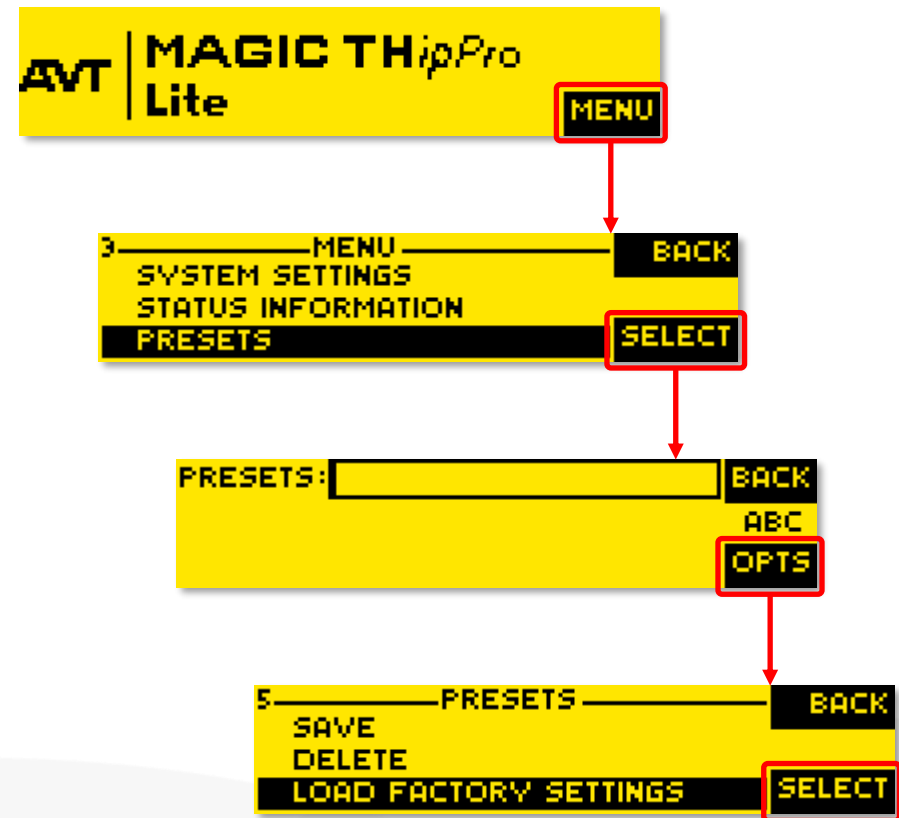 AVT MAGIC THipPro
Lite
MENU
3 MENU BACK
SYSTEM SETTINGS
STATUS INFORMATION
PRESETS SELECT
PRESETS: BACK
ABC
OPTS
5 PRESETS BACK
SAVE
DELETE
LOAD FACTORY SETTINGS SELECT